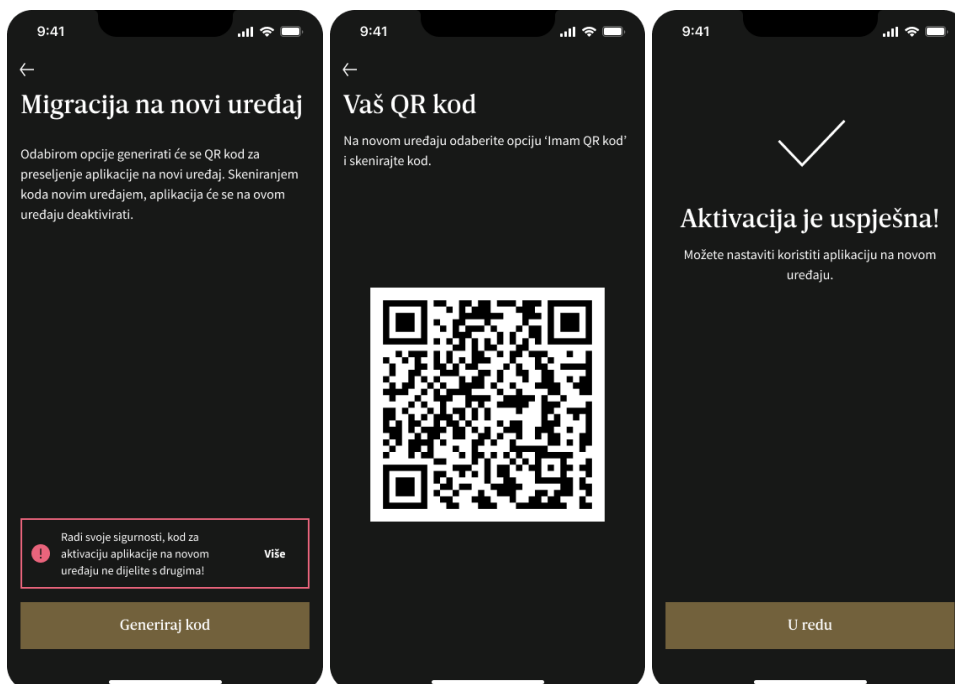 9:41
Migracija na novi uređaj
Odabirom opcije generirati će se QR kod za
preseljenje aplikacije na novi uređaj. Skeniranjem
koda novim uređajem, aplikacija će se na ovom
uređaju deaktivirati.
Radi svoje sigurnosti, kod za
aktivaciju aplikacije na novom
uređaju ne dijelite s drugima!
Više
Generiraj kod
9:41
Vaš QR kod
Na novom uređaju odaberite opciju ‘Imam QR kod’
i skenirajte kod.
9:41
Aktivacija je uspješna!
Možete nastaviti koristiti aplikaciju na novom
uređaju.
U redu